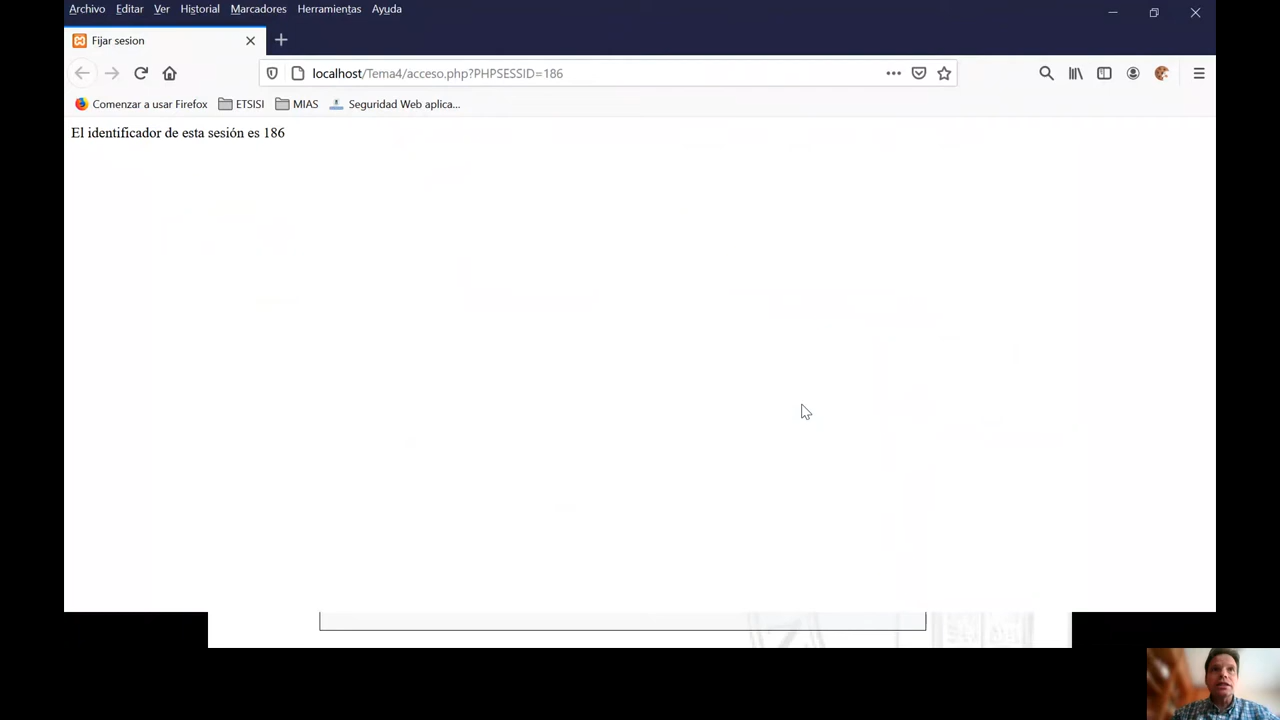 Archivo Editar Ver Historial Marcadores Herramientas Ayuda
Fijar sesion
localhost/Tema4/acceso.php?PHPSESSID=186
Comenzar a usar Firefox ETSISI MIAS Seguridad Web aplica...
El identificador de esta sesión es 186